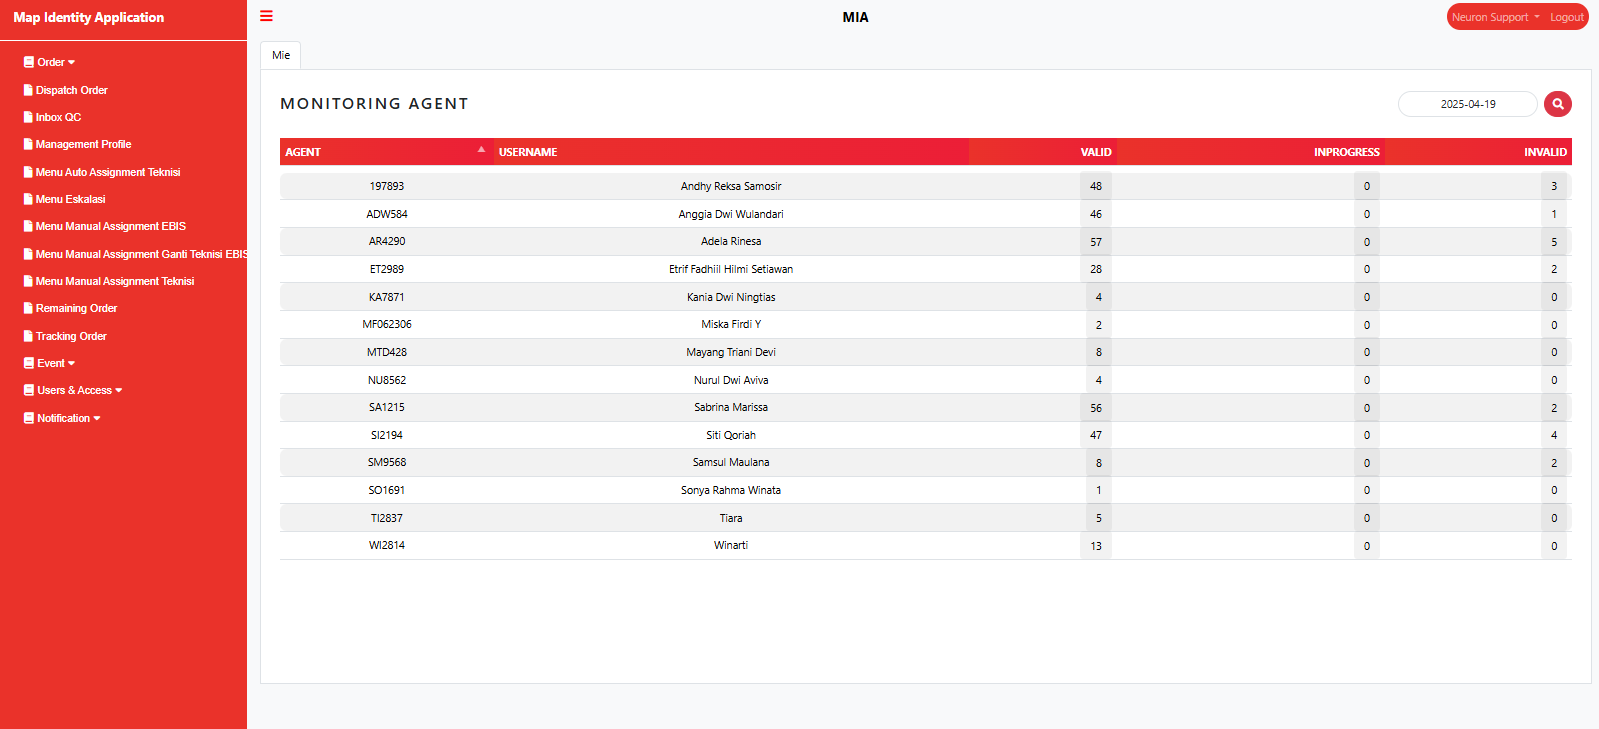 Map Identity Application
MIA
Neuron Support Logout
Order
Dispatch Order
Inbox QC
Management Profile
Menu Auto Assignment Teknisi
Menu Eskalasi
Menu Manual Assignment EBIS
Menu Manual Assignment Ganti Teknisi EBIS
Menu Manual Assignment Teknisi
Remaining Order
Tracking Order
Event
Users & Access
Notification
Mie
MONITORING AGENT
2025-04-19
AGENT USERNAME VALID INPROGRESS INVALID
197893 Andhy Reksa Samosir 48 0 3
ADW584 Anggia Dwi Wulandari 46 0 1
AR4290 Adela Rinesa 57 0 5
ET2989 Etrif Fadhiil Hilmi Setiawan 28 0 2
KA7871 Kania Dwi Ningtias 4 0 0
MF062306 Miska Firdi Y 2 0 0
MTD428 Mayang Triani Devi 8 0 0
NU8562 Nurul Dwi Aviva 4 0 0
SA1215 Sabrina Marissa 56 0 2
SI2194 Siti Qoriah 47 0 4
SM9568 Samsul Maulana 8 0 2
SO1691 Sonya Rahma Winata 1 0 0
TI2837 Tiara 5 0 0
WI2814 Winarti 13 0 0